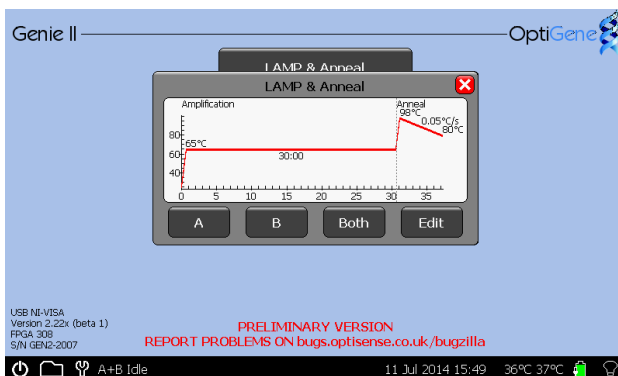 Genie II
OptiGene
LAMP & Anneal
LAMP & Anneal
Amplification
Anneal
98°C
0.05°C/s
80°C
80
65°C
60
30:00
40
0 5 10 15 20 25 30 35
A B Both Edit
USB NI-VISA
Version 2.22x (beta 1)
FPGA 308
S/N GEN2-2007
PRELIMINARY VERSION
REPORT PROBLEMS ON bugs.optisense.co.uk/bugzilla
A+B Idle 11 Jul 2014 15:49 36°C 37°C